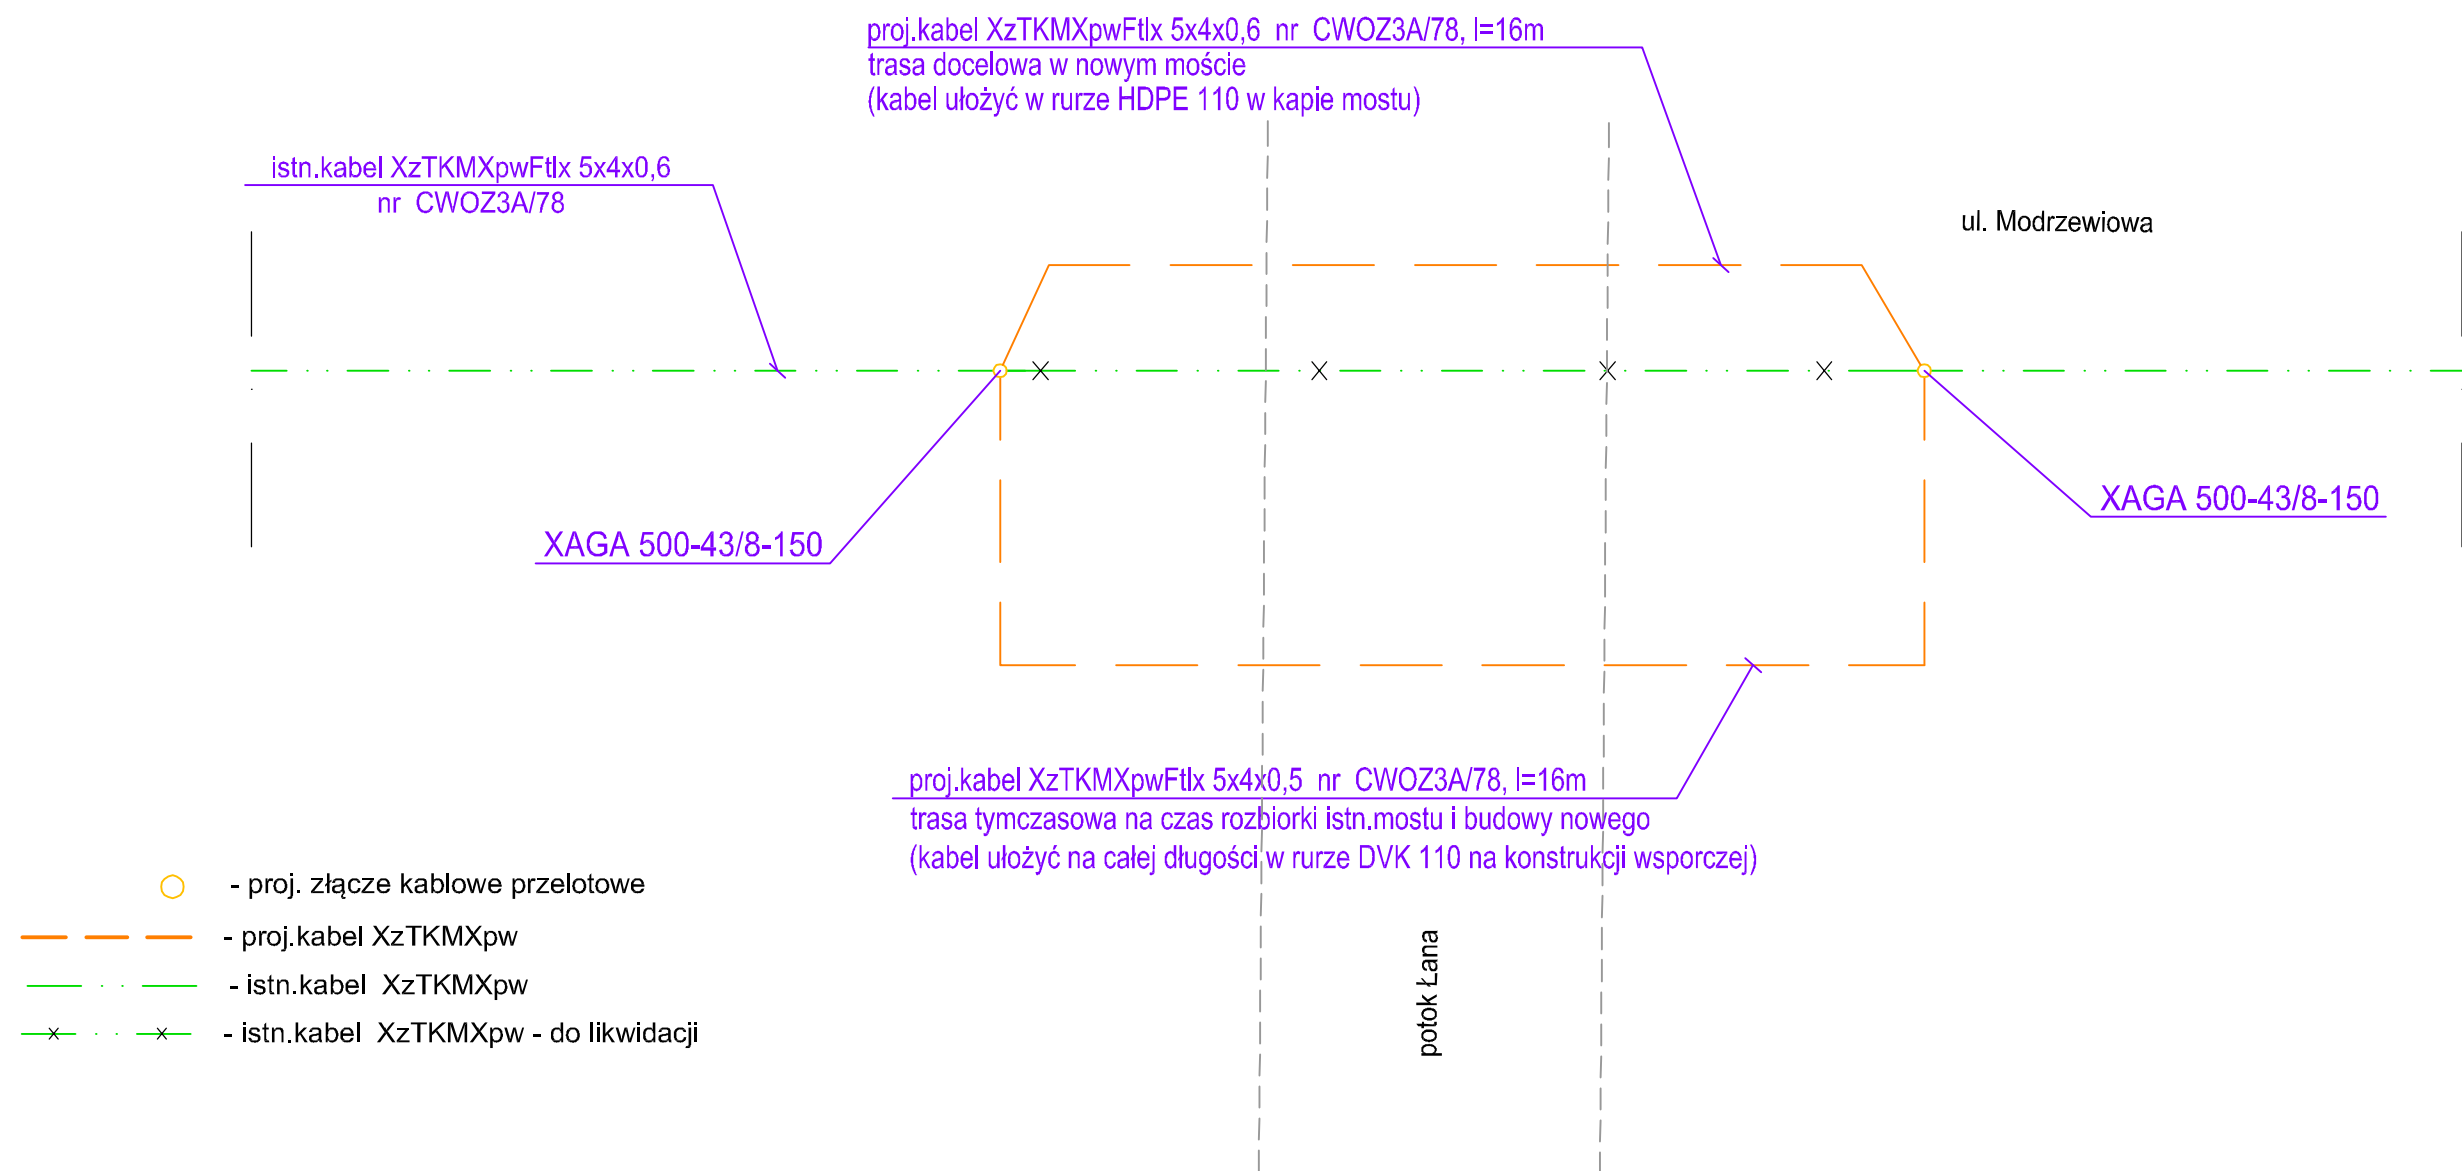 proj.kabel XzTKMXpwFtlx 5x4x0,6 nr CWOZ3A/78, l=16m
trasa docelowa w nowym moście
(kabel ułożyć w rurze HDPE 110 w kapie mostu)
istn.kabel XzTKMXpwFtlx 5x4x0,6
nr CWOZ3A/78
ul. Modrzewiowa
XAGA 500-43/8-150
XAGA 500-43/8-150
proj.kabel XzTKMXpwFtlx 5x4x0,5 nr CWOZ3A/78, l=16m
trasa tymczasowa na czas rozbiorki istn.mostu i budowy nowego
(kabel ułożyć na całej długości w rurze DVK 110 na konstrukcji wsporczej)
- proj. złącze kablowe przelotowe
- proj.kabel XzTKMXpw
- istn.kabel XzTKMXpw
- istn.kabel XzTKMXpw - do likwidacji
potok Łana